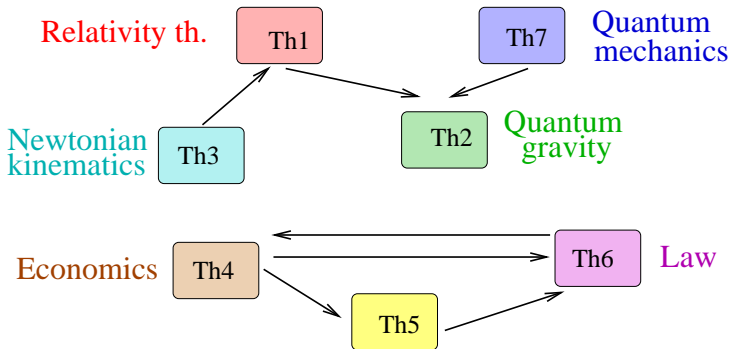 Relativity th.
Th1
Th7
Quantum
mechanics
Newtonian
kinematics
Th3
Th2
Quantum
gravity
Economics
Th4
Th6
Law
Th5